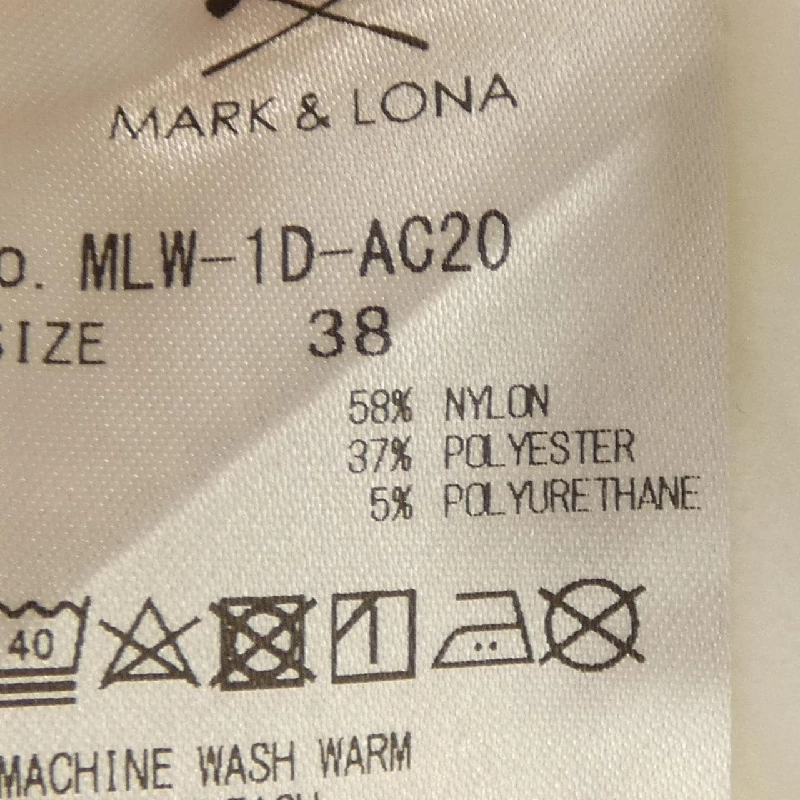 MARK & LONA
o. MLW-1D-AC20
SIZE 38
58% NYLON
37% POLYESTER
5% POLYURETHANE
40
MACHINE WASH WARM